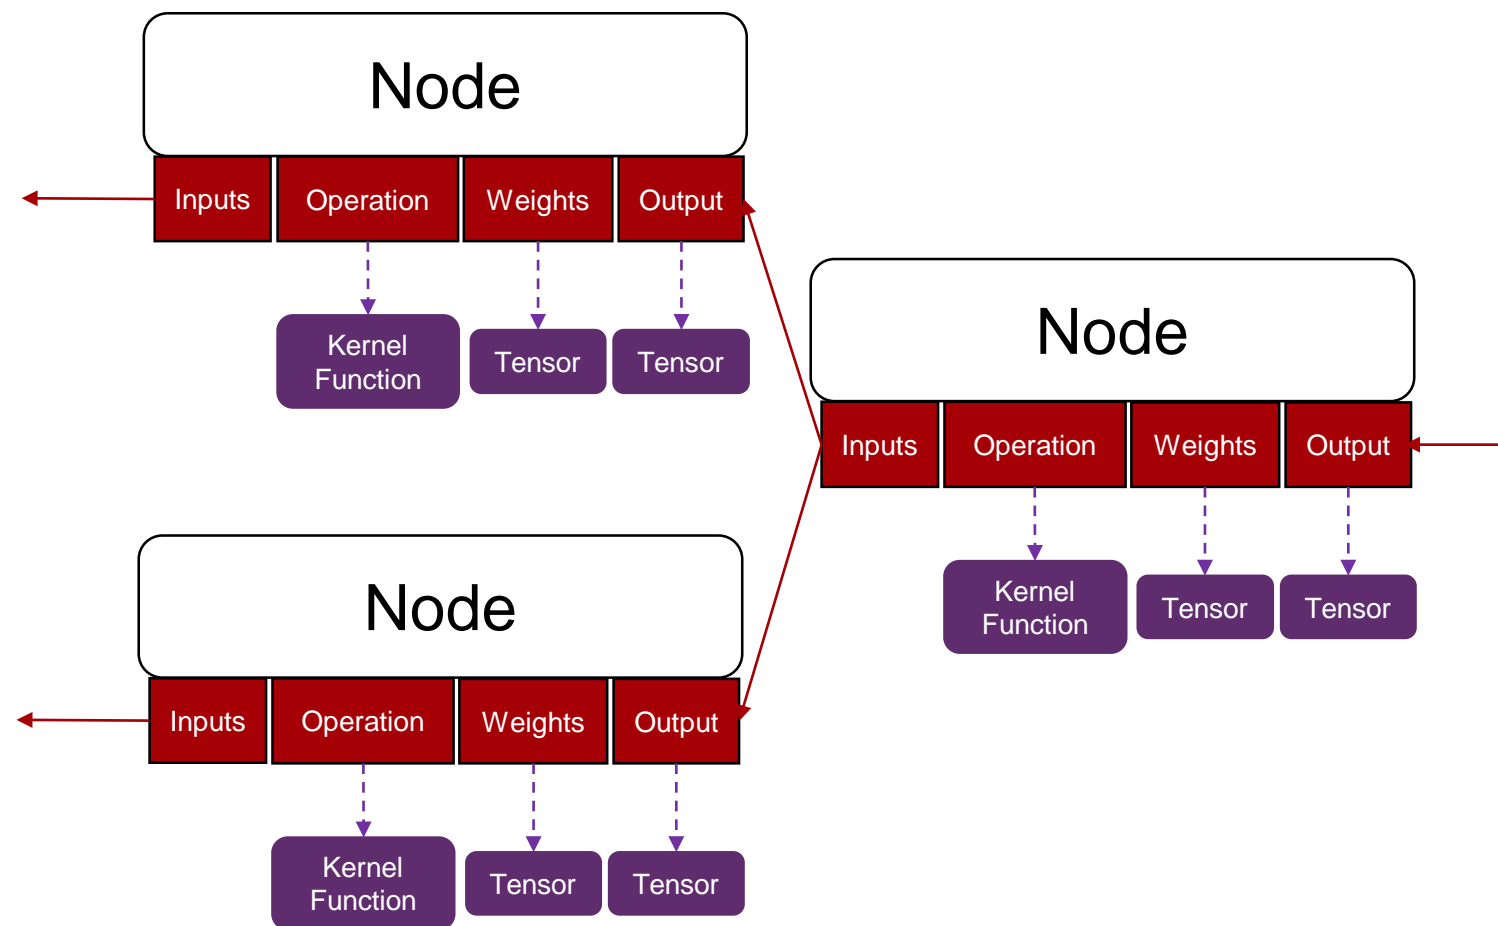 Node
Inputs Operation Weights Output
Kernel
Function
Tensor
Tensor
Node
Inputs Operation Weights Output
Kernel
Function
Tensor
Tensor
Node
Inputs Operation Weights Output
Kernel
Function
Tensor
Tensor